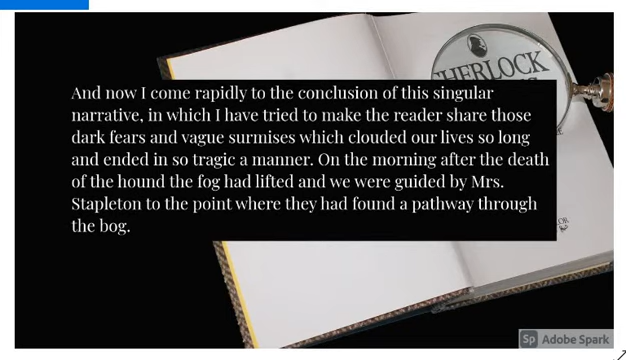 SHERLOCK
And now I come rapidly to the conclusion of this singular
narrative, in which I have tried to make the reader share those
dark fears and vague surmises which clouded our lives so long
and ended in so tragic a manner. On the morning after the death
of the hound the fog had lifted and we were guided by Mrs.
Stapleton to the point where they had found a pathway through
the bog.
Sp Adobe Spark